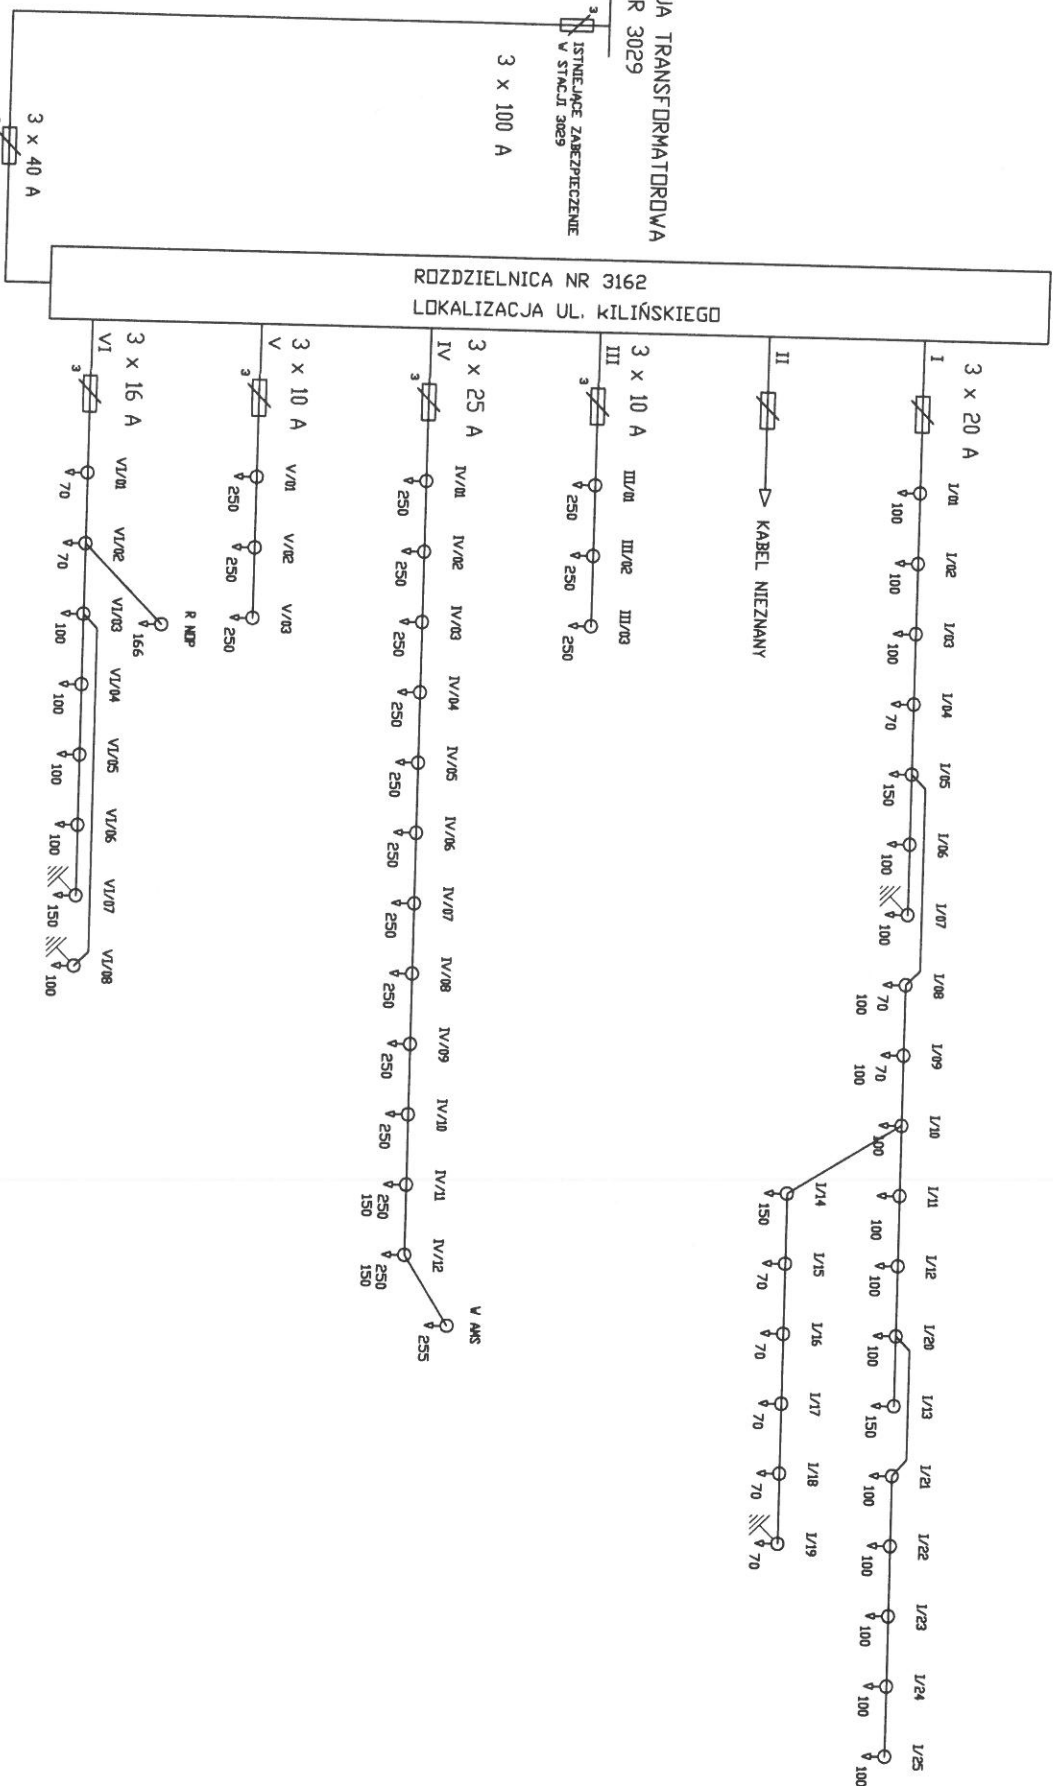 JA TRANSFORMATOROWA
R 3029
3
ISTNIEJĄCE ZABEZPIECZENIE
W STACJI 3029
3 x 100 A
3 x 40 A
ROZDZIELNICA NR 3162
LOKALIZACJA UL. kILIŃSKIEGO
I
3 x 20 A
I/01
100
I/02
100
I/03
100
I/04
70
I/05
150
I/06
100
I/07
100
I/08
70
100
I/09
70
100
I/10
100
I/11
100
I/12
100
I/20
100
I/13
150
I/21
100
I/22
100
I/23
100
I/24
100
I/25
100
I/14
150
I/15
70
I/16
70
I/17
70
I/18
70
I/19
70
II
KABEL NIEZNANY
III
3 x 10 A
3
III/01
250
III/02
250
III/03
250
IV
3 x 25 A
3
IV/01
250
IV/02
250
IV/03
250
IV/04
250
IV/05
250
IV/06
250
IV/07
250
IV/08
250
IV/09
250
IV/10
250
IV/11
250
150
IV/12
250
150
W AMS
255
V
3 x 10 A
3
V/01
250
V/02
250
V/03
250
VI
3 x 16 A
3
VI/01
70
VI/02
70
R NDP
166
VI/03
100
VI/04
100
VI/05
100
VI/06
100
VI/07
150
VI/08
100